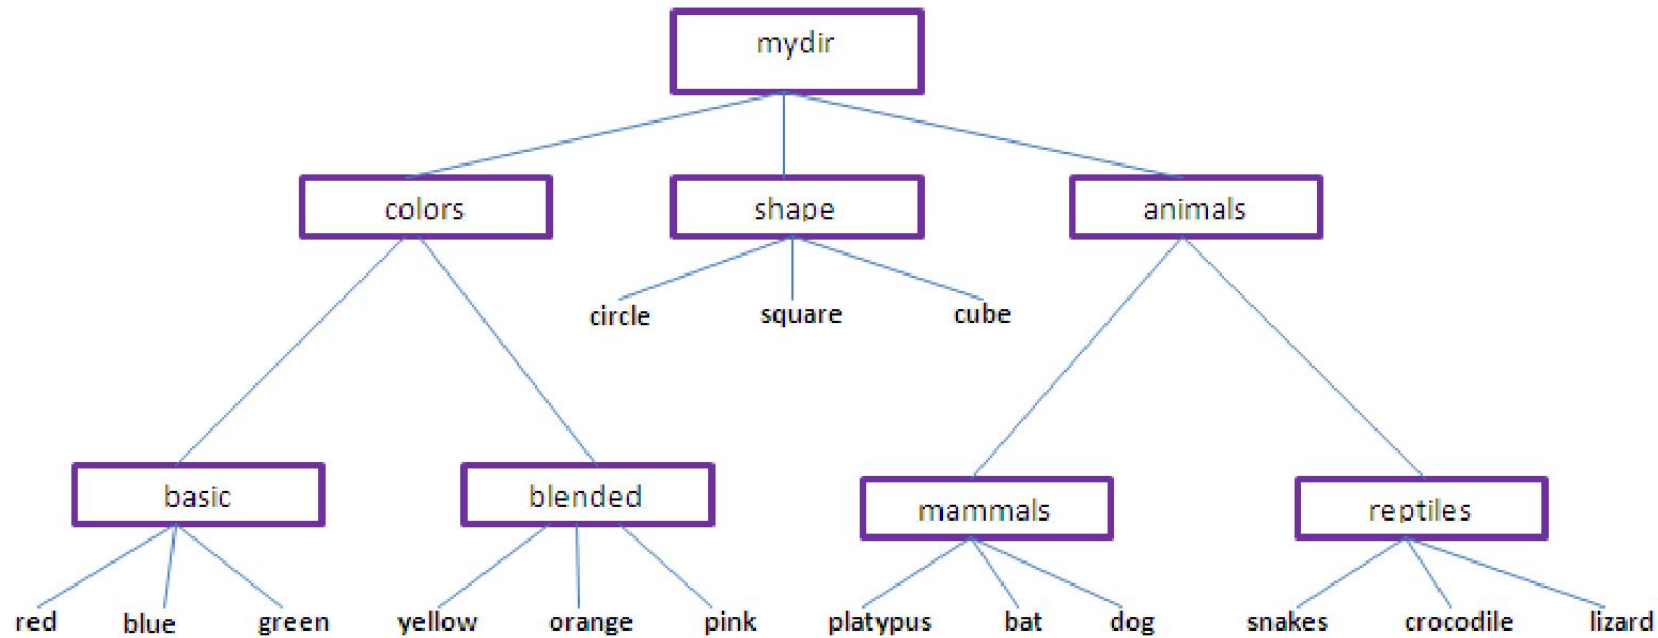 mydir
colors
shape
animals
circle
square
cube
basic
blended
mammals
reptiles
red
blue
green
yellow
orange
pink
platypus
bat
dog
snakes
crocodile
lizard